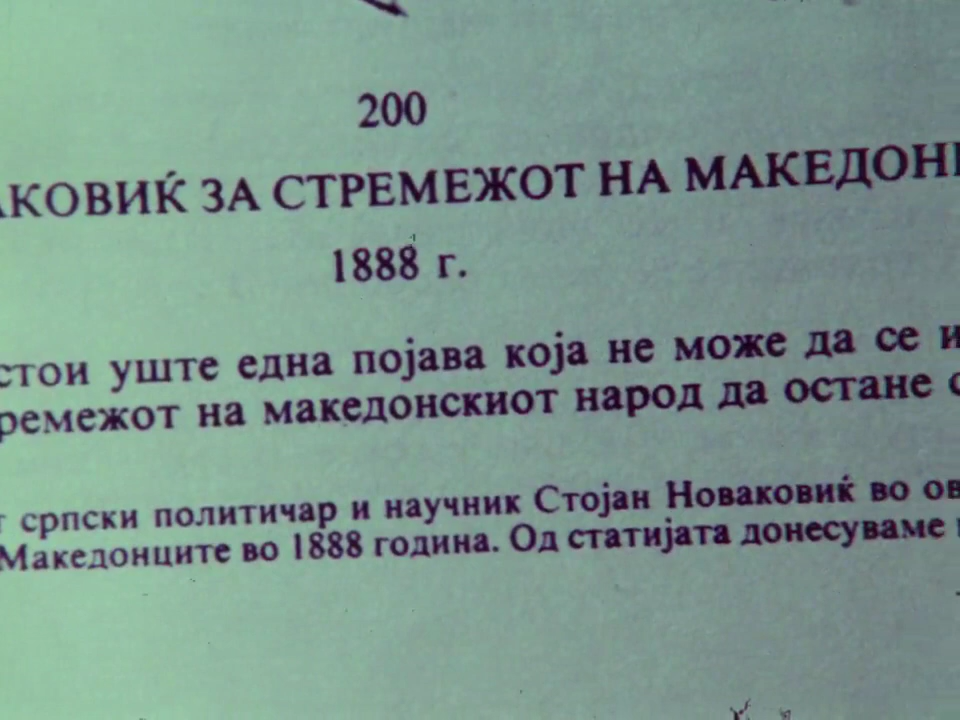 200
АКОВИЌ ЗА СТРЕМЕЖОТ НА МАКЕДОН
1888 г.
стои уште една појава која не може да се и
ремежот на македонскиот народ да остане с
т српски политичар и научник Стојан Новаковиќ во ов
Македонците во 1888 година. Од статијата донесуваме